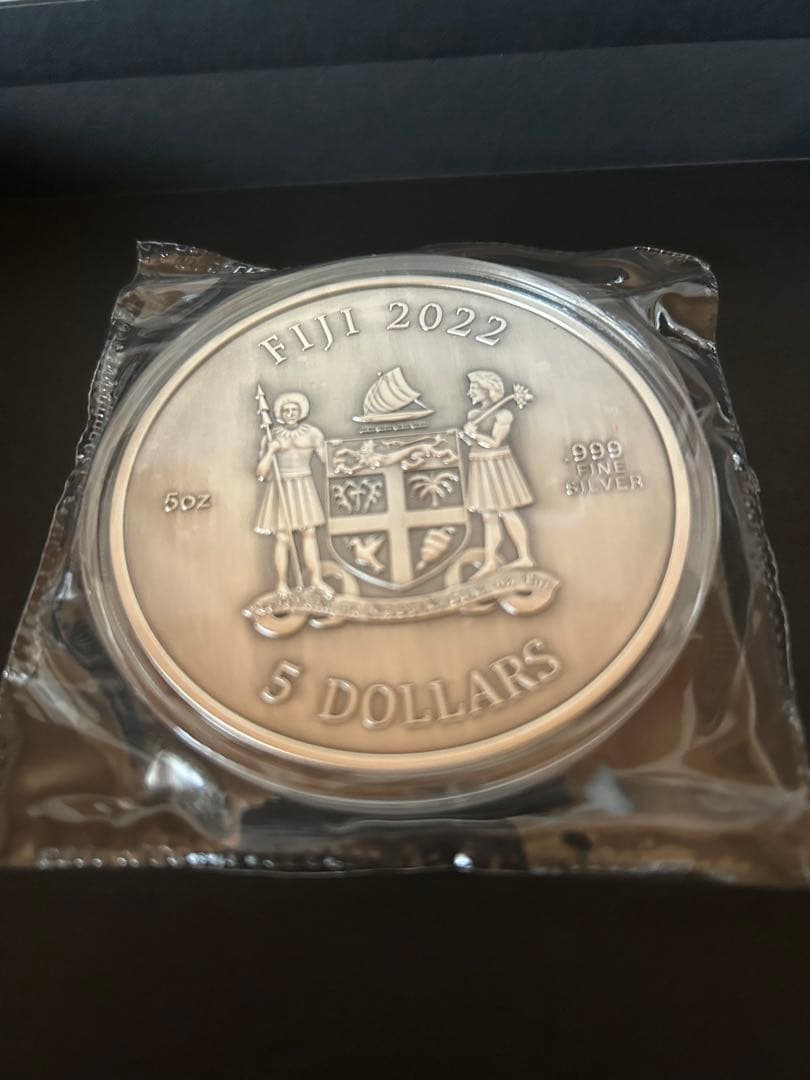 FIJI 2022
5oz
.999
FINE
SILVER
5 DOLLARS